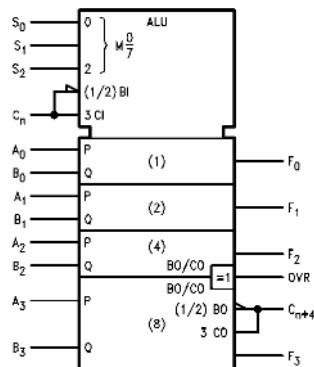 S0 0 ALU
S1 M 0/7
S2 2
(1/2) BI
Cn 3 CI
A0 P (1)
B0 Q F0
A1 P (2)
B1 Q F1
A2 P (4)
B2 Q BO/CO F2
BO/CO =1 OVR
A3 P (1/2) BO Cn+4
(8) 3 CO
B3 Q F3